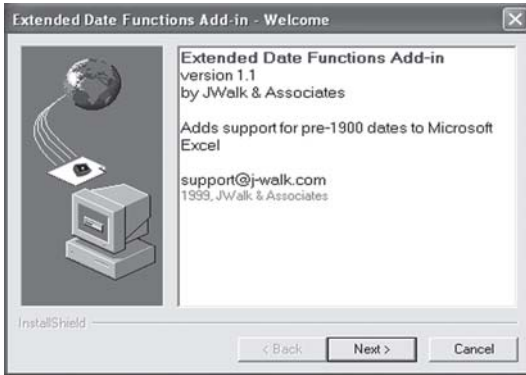 Extended Date Functions Add-in - Welcome
Extended Date Functions Add-in
version 1.1
by JWalk & Associates
Adds support for pre-1900 dates to Microsoft
Excel
support@j-walk.com
1999, JWalk & Associates
InstallShield
< Back
Next >
Cancel